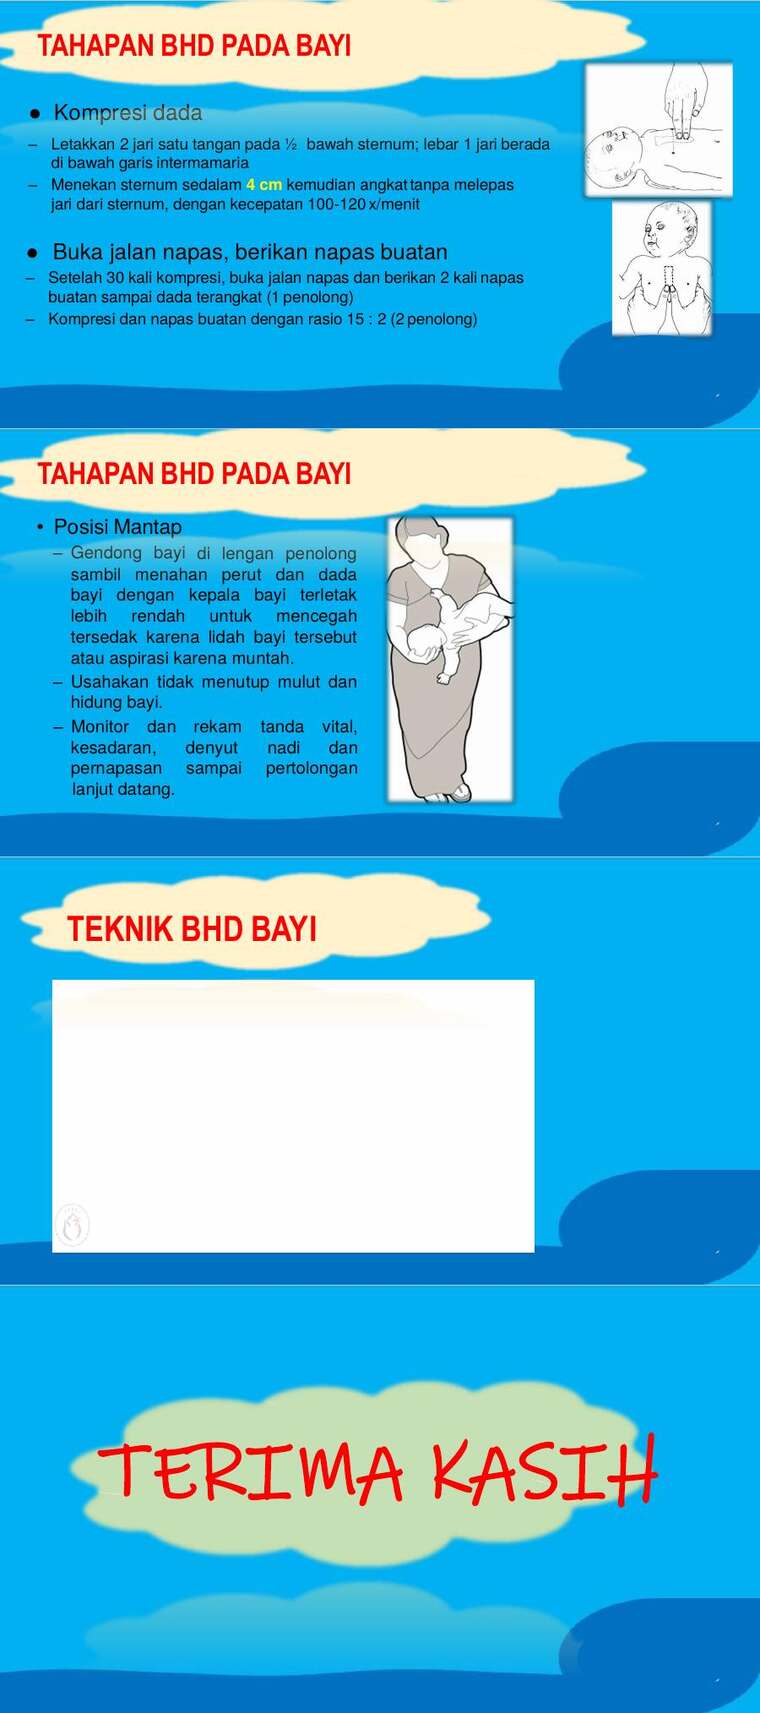 TAHAPAN BHD PADA BAYI
● Kompresi dada
– Letakkan 2 jari satu tangan pada ½ bawah sternum; lebar 1 jari berada
di bawah garis intermamaria
– Menekan sternum sedalam 4 cm kemudian angkat tanpa melepas
jari dari sternum, dengan kecepatan 100-120 x/menit
● Buka jalan napas, berikan napas buatan
– Setelah 30 kali kompresi, buka jalan napas dan berikan 2 kali napas
buatan sampai dada terangkat (1 penolong)
– Kompresi dan napas buatan dengan rasio 15 : 2 (2 penolong)
TAHAPAN BHD PADA BAYI
• Posisi Mantap
– Gendong bayi di lengan penolong
sambil menahan perut dan dada
bayi dengan kepala bayi terletak
lebih rendah untuk mencegah
tersedak karena lidah bayi tersebut
atau aspirasi karena muntah.
– Usahakan tidak menutup mulut dan
hidung bayi.
– Monitor dan rekam tanda vital,
kesadaran, denyut nadi dan
pernapasan sampai pertolongan
lanjut datang.
TEKNIK BHD BAYI
TERIMA KASIH